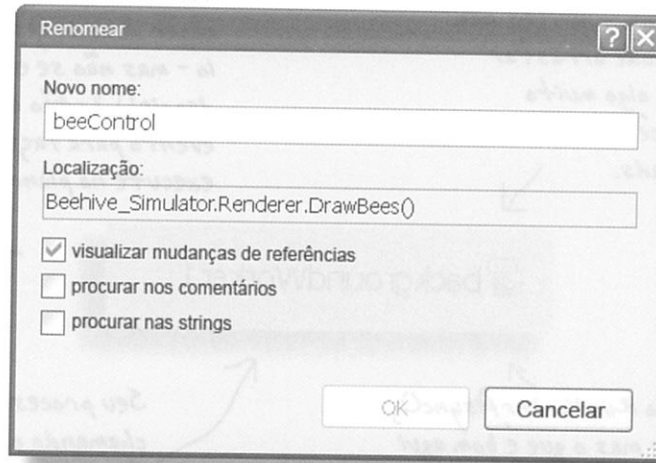 Renomear
Novo nome:
beeControl
Localização:
Beehive_Simulator.Renderer.DrawBees()
visualizar mudanças de referências
procurar nos comentários
procurar nas strings
OK
Cancelar